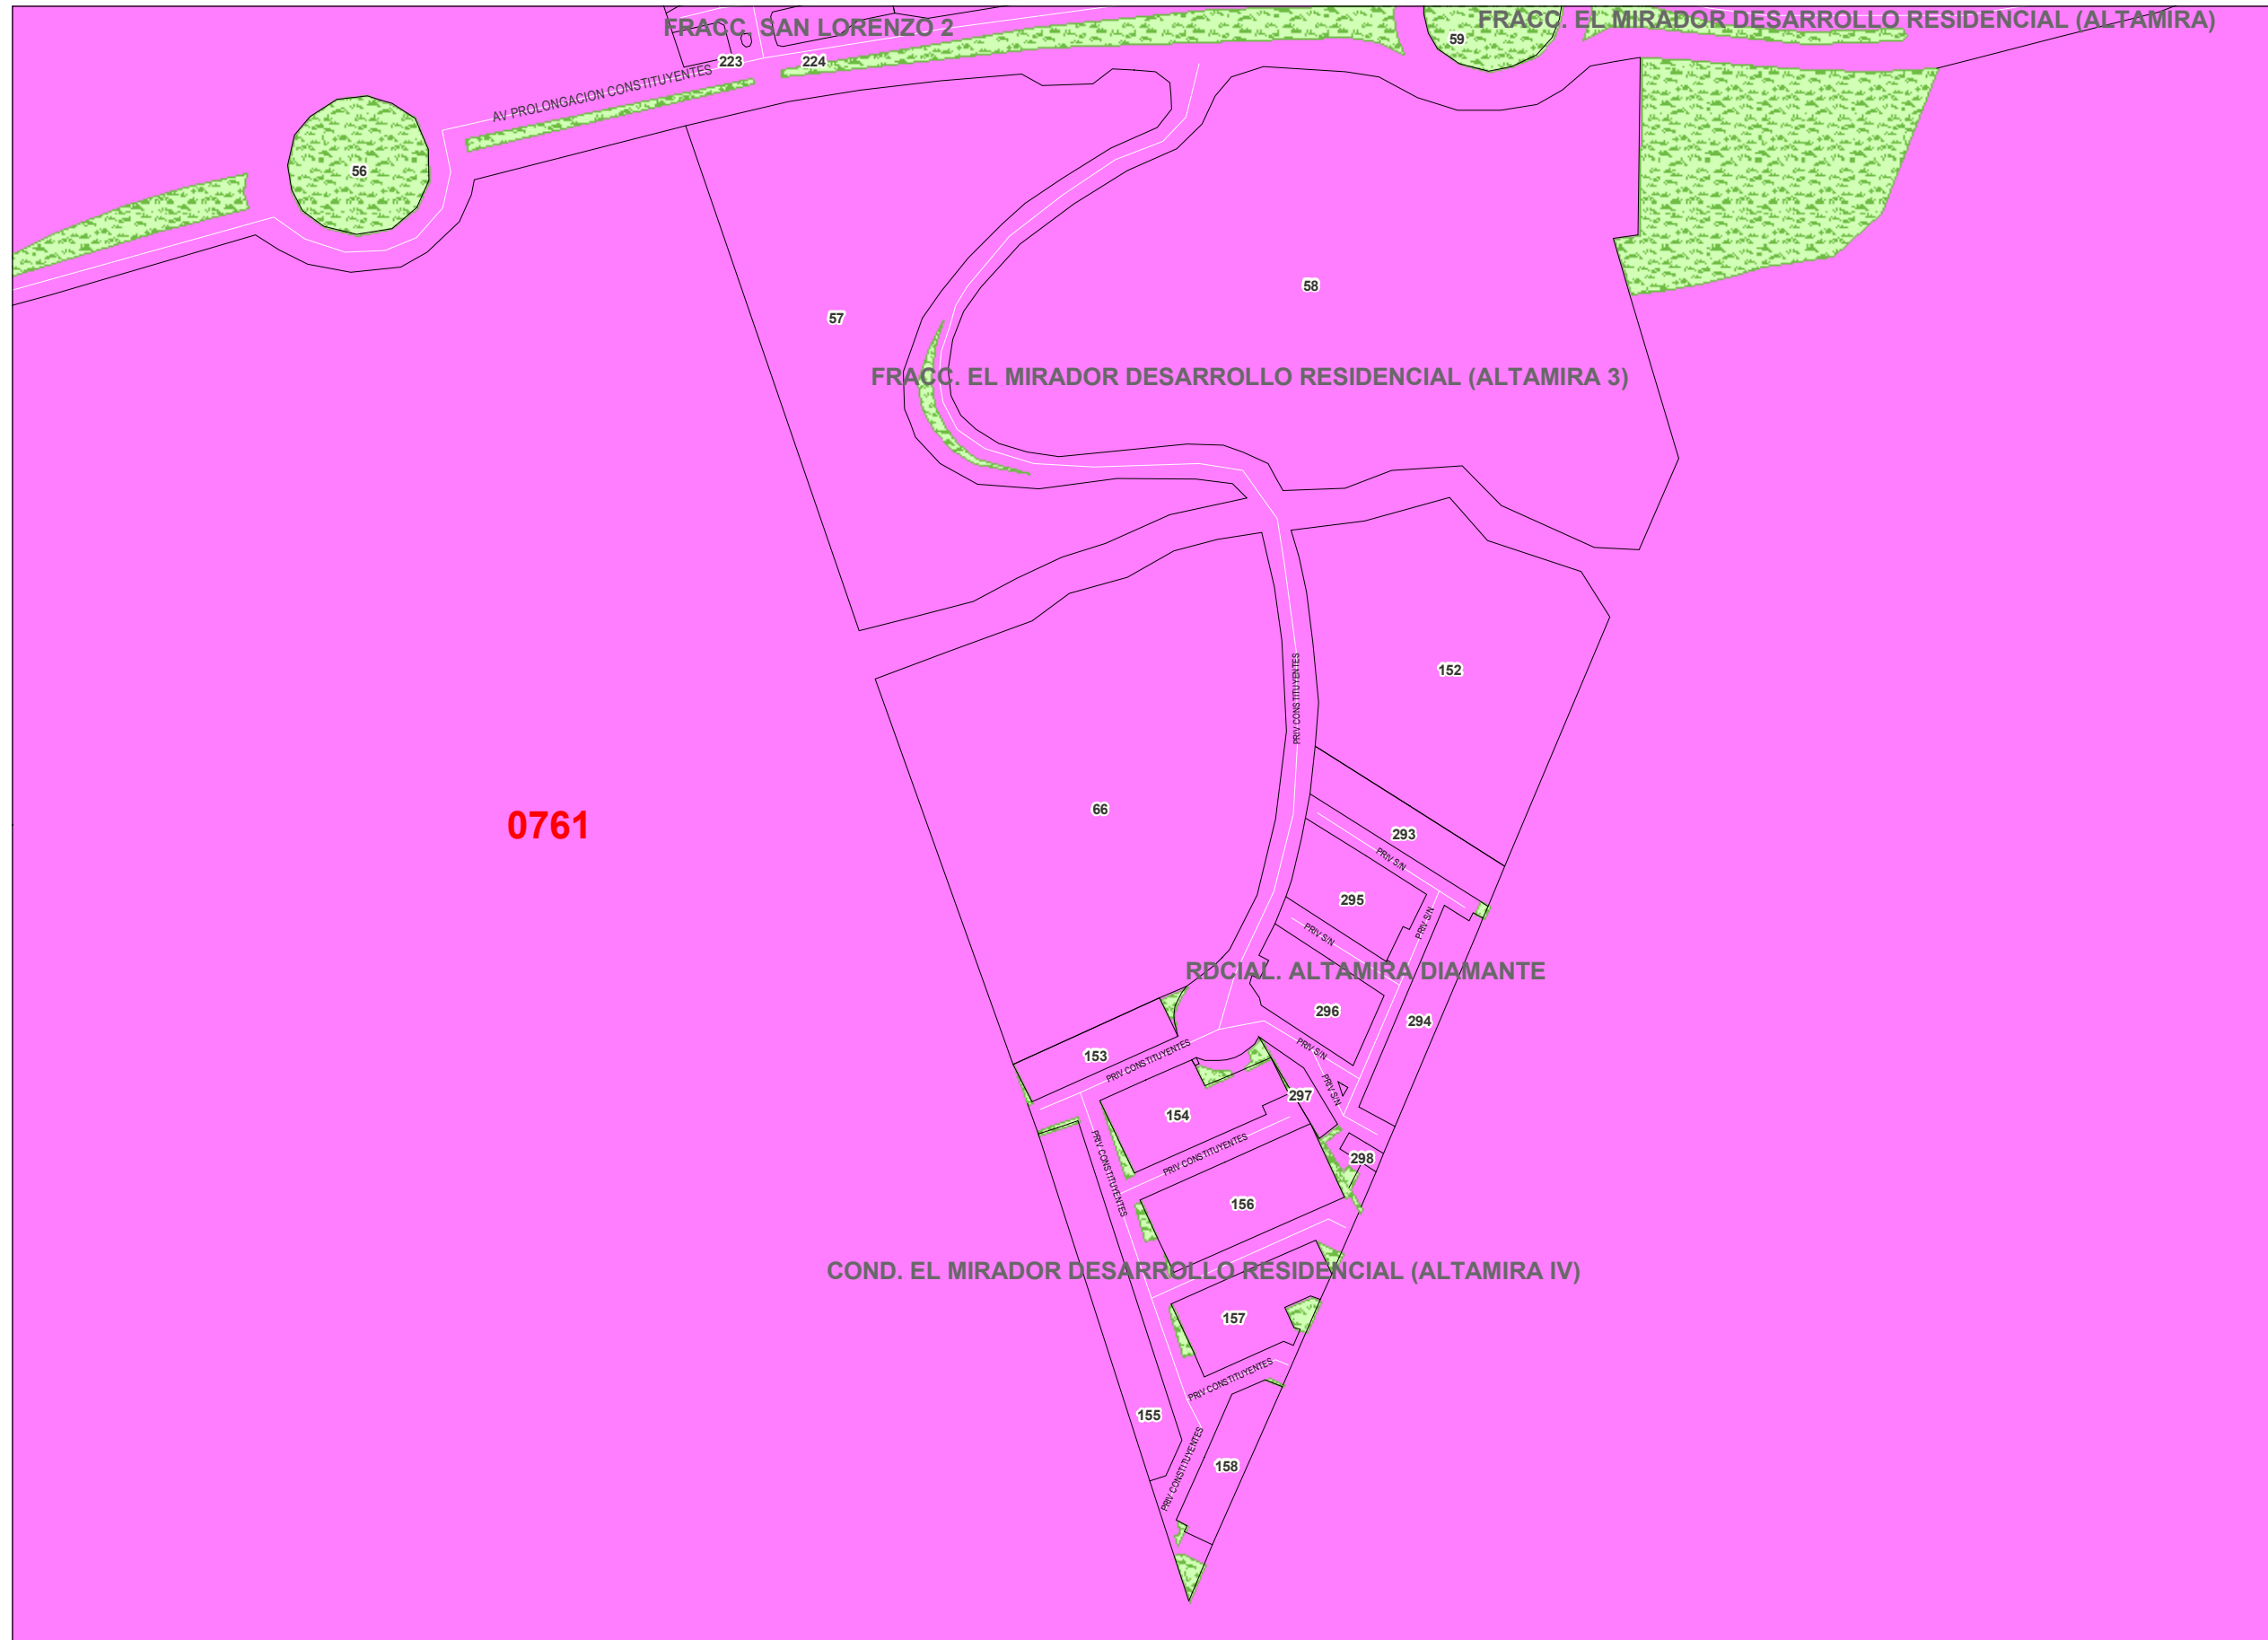 FRACC. SAN LORENZO 2
FRACC. EL MIRADOR DESARROLLO RESIDENCIAL (ALTAMIRA)
59
223
224
AV PROLONGACION CONSTITUYENTES
56
58
57
FRACC. EL MIRADOR DESARROLLO RESIDENCIAL (ALTAMIRA 3)
152
PRIV CONSTITUYENTES
66
0761
293
PRIV S/N
295
PRIV S/N
PRIV S/N
RDCIAL. ALTAMIRA DIAMANTE
296
294
PRIV S/N
153
PRIV CONSTITUYENTES
PRIV S/N
297
154
PRIV CONSTITUYENTES
PRIV CONSTITUYENTES
298
156
COND. EL MIRADOR DESARROLLO RESIDENCIAL (ALTAMIRA IV)
157
PRIV CONSTITUYENTES
155
158
PRIV CONSTITUYENTES